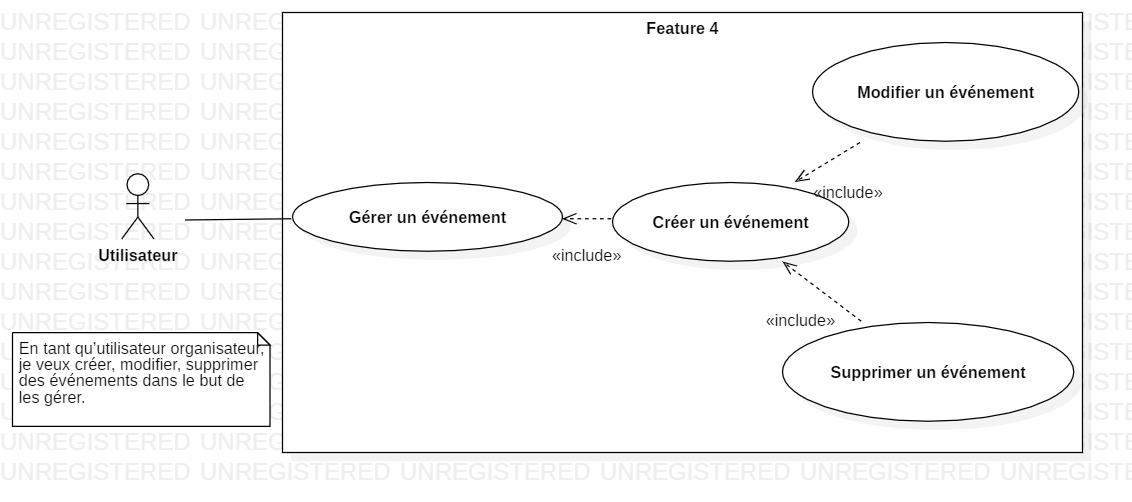 Feature 4
Modifier un événement
«include»
Gérer un événement
Créer un événement
«include»
Utilisateur
«include»
En tant qu’utilisateur organisateur,
je veux créer, modifier, supprimer
des événements dans le but de
les gérer.
Supprimer un événement
UNREGISTERED UNREGISTERED UNREGISTERED UNREGISTERED UNREGISTERED UNREGISTERED